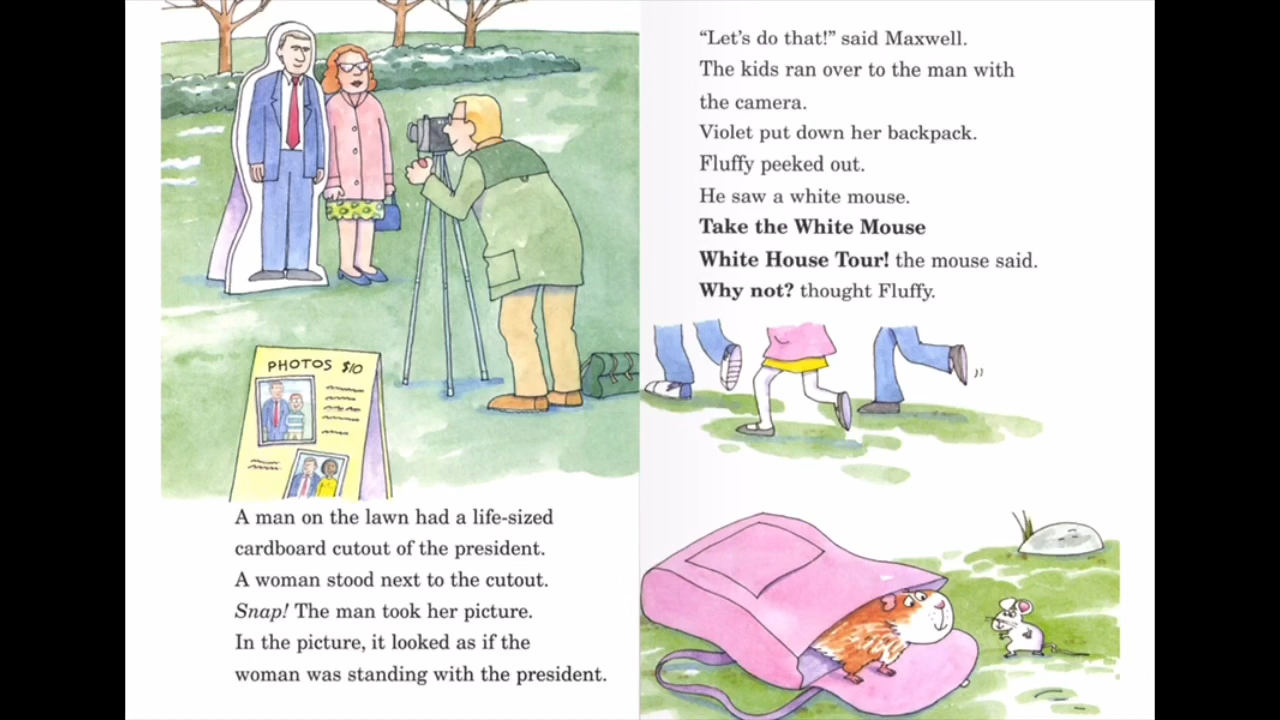 PHOTOS $10
A man on the lawn had a life-sized
cardboard cutout of the president.
A woman stood next to the cutout.
Snap! The man took her picture.
In the picture, it looked as if the
woman was standing with the president.
“Let’s do that!” said Maxwell.
The kids ran over to the man with
the camera.
Violet put down her backpack.
Fluffy peeked out.
He saw a white mouse.
Take the White Mouse
White House Tour! the mouse said.
Why not? thought Fluffy.